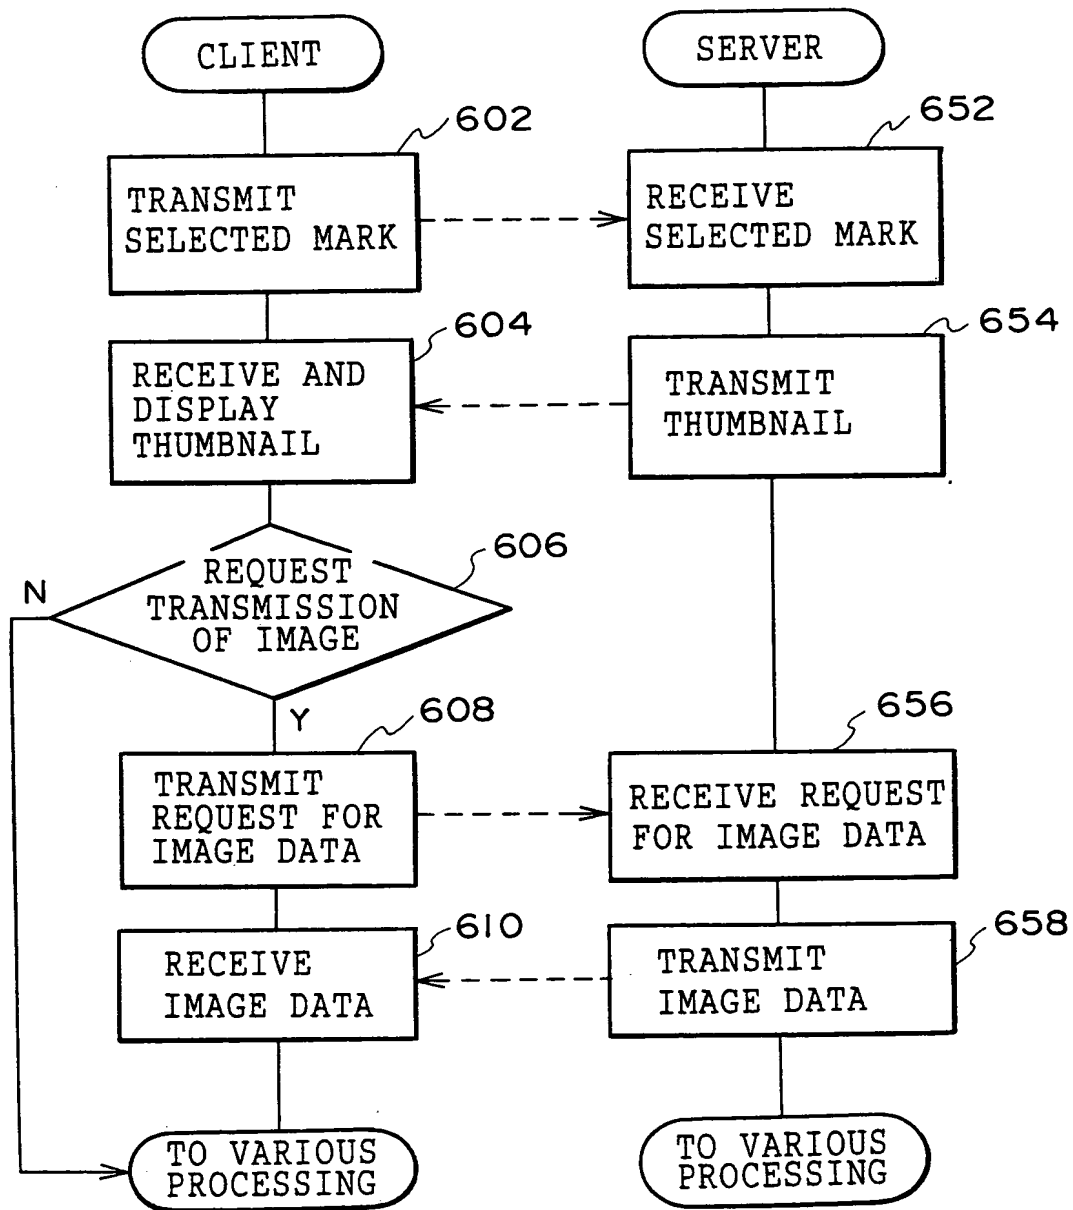 CLIENT
SERVER
602
652
TRANSMIT
SELECTED MARK
RECEIVE
SELECTED MARK
604
654
RECEIVE AND
DISPLAY
THUMBNAIL
TRANSMIT
THUMBNAIL
606
N
REQUEST
TRANSMISSION
OF IMAGE
Y
608
656
TRANSMIT
REQUEST FOR
IMAGE DATA
RECEIVE REQUEST
FOR IMAGE DATA
610
658
RECEIVE
IMAGE DATA
TRANSMIT
IMAGE DATA
TO VARIOUS
PROCESSING
TO VARIOUS
PROCESSING